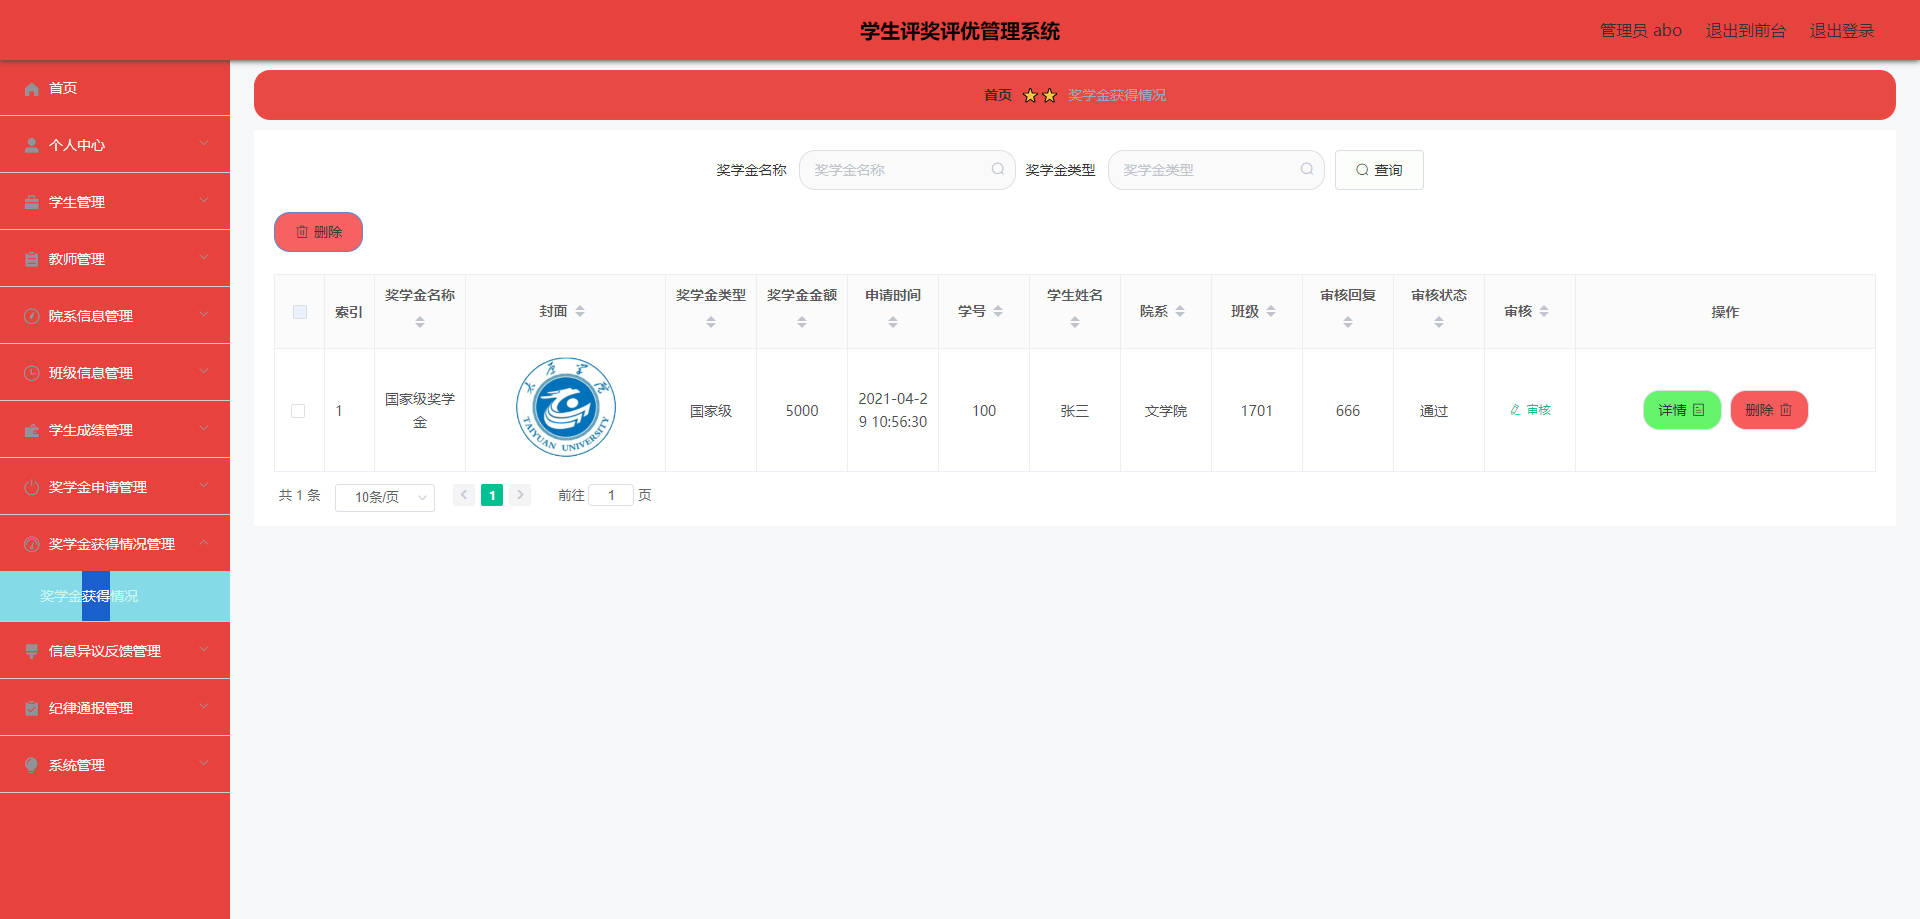 学生评奖评优管理系统
管理员 abo 退出到前台 退出登录
首页
个人中心
学生管理
教师管理
院系信息管理
班级信息管理
学生成绩管理
奖学金申请管理
奖学金获得情况管理
奖学金获得情况
信息异议反馈管理
纪律通报管理
系统管理
首页 奖学金获得情况
奖学金名称 奖学金名称 奖学金类型 奖学金类型 查询
删除
索引 奖学金名称 封面 奖学金类型 奖学金金额 申请时间 学号 学生姓名 院系 班级 审核回复 审核状态 审核 操作
1 国家级奖学 国家级 5000 2021-04-2 100 张三 文学院 1701 666 通过 审核 详情 删除
金 9 10:56:30
太原学院
TAIYUAN UNIVERSITY
共 1 条 10条/页 1 前往 1 页